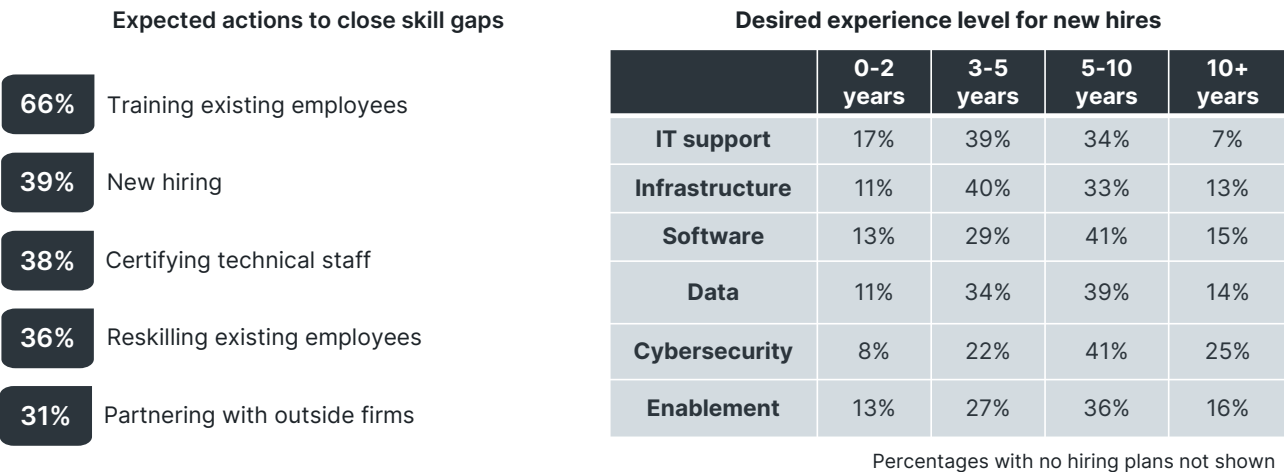 Expected actions to close skill gaps
66% Training existing employees
39% New hiring
38% Certifying technical staff
36% Reskilling existing employees
31% Partnering with outside firms
Desired experience level for new hires
0-2 years 3-5 years 5-10 years 10+ years
IT support 17% 39% 34% 7%
Infrastructure 11% 40% 33% 13%
Software 13% 29% 41% 15%
Data 11% 34% 39% 14%
Cybersecurity 8% 22% 41% 25%
Enablement 13% 27% 36% 16%
Percentages with no hiring plans not shown